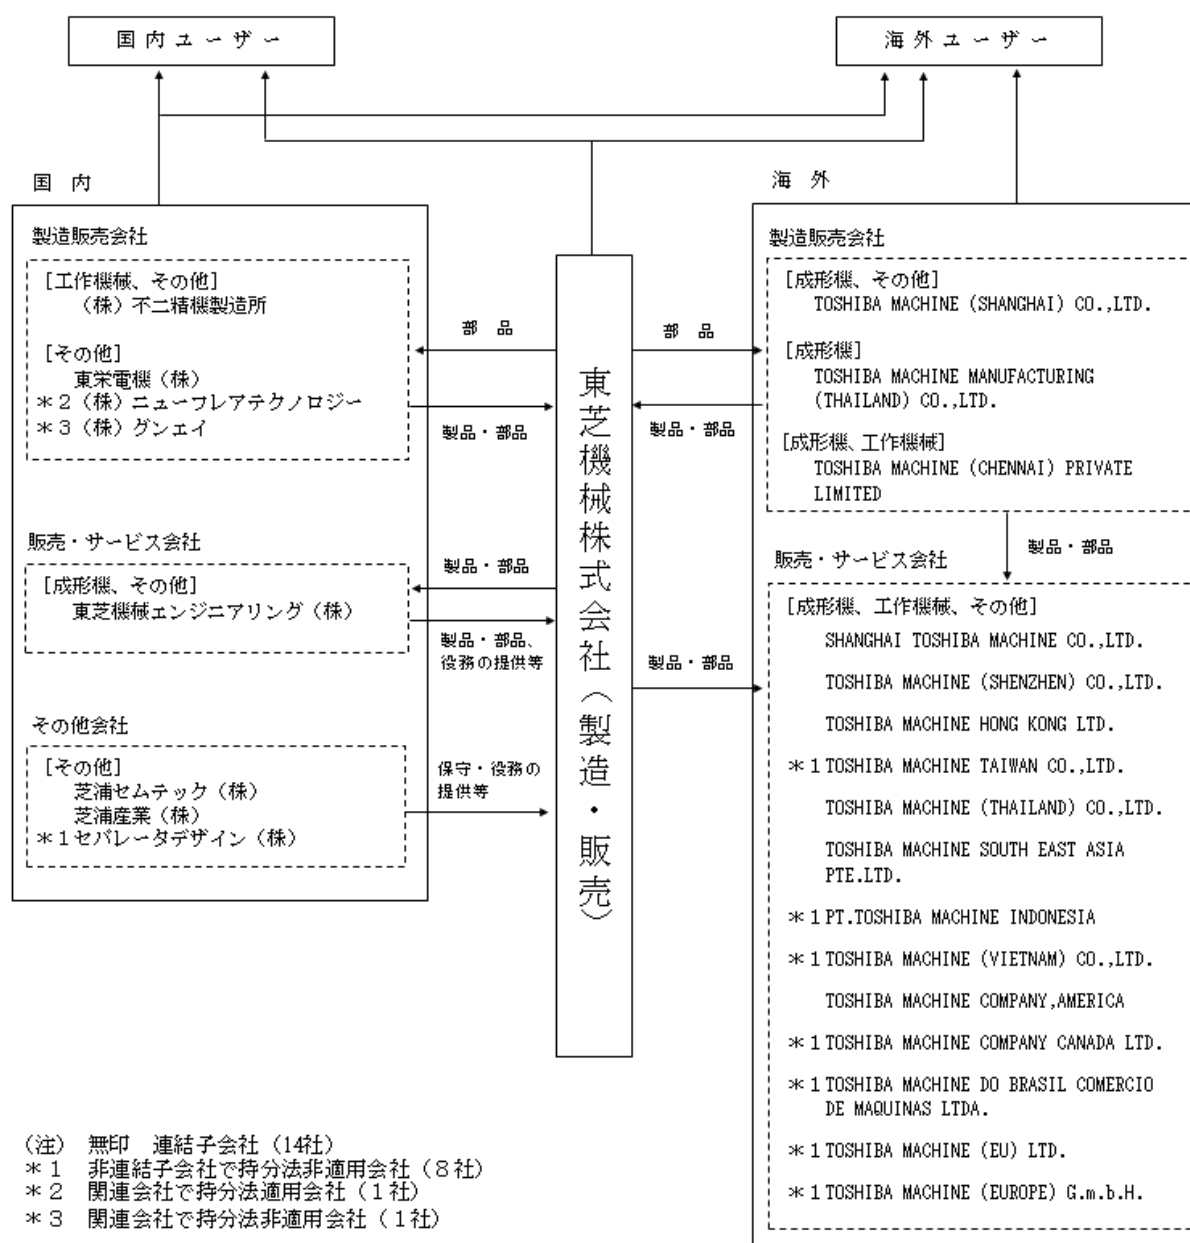 国内ユーザー
海外ユーザー
国 内
製造販売会社
[工作機械、その他]
(株)不二精機製造所
[その他]
東栄電機(株)
*2(株)ニューフレアテクノロジー
*3(株)グンエイ
販売・サービス会社
[成形機、その他]
東芝機械エンジニアリング(株)
その他会社
[その他]
芝浦セムテック(株)
芝浦産業(株)
*1セパレータデザイン(株)
部 品
製品・部品
製品・部品
製品・部品、
役務の提供等
保守・役務の
提供等
東芝機械株式会社(製造・販売)
部 品
製品・部品
製品・部品
海 外
製造販売会社
[成形機、その他]
TOSHIBA MACHINE (SHANGHAI) CO.,LTD.
[成形機]
TOSHIBA MACHINE MANUFACTURING
(THAILAND) CO.,LTD.
[成形機、工作機械]
TOSHIBA MACHINE (CHENNAI) PRIVATE
LIMITED
製品・部品
販売・サービス会社
[成形機、工作機械、その他]
SHANGHAI TOSHIBA MACHINE CO.,LTD.
TOSHIBA MACHINE (SHENZHEN) CO.,LTD.
TOSHIBA MACHINE HONG KONG LTD.
*1 TOSHIBA MACHINE TAIWAN CO.,LTD.
TOSHIBA MACHINE (THAILAND) CO.,LTD.
TOSHIBA MACHINE SOUTH EAST ASIA
PTE.LTD.
*1 PT.TOSHIBA MACHINE INDONESIA
*1 TOSHIBA MACHINE (VIETNAM) CO.,LTD.
TOSHIBA MACHINE COMPANY,AMERICA
*1 TOSHIBA MACHINE COMPANY CANADA LTD.
*1 TOSHIBA MACHINE DO BRASIL COMERCIO
DE MAQUINAS LTDA.
*1 TOSHIBA MACHINE (EU) LTD.
*1 TOSHIBA MACHINE (EUROPE) G.m.b.H.
(注) 無印 連結子会社(14社)
*1 非連結子会社で持分法非適用会社(8社)
*2 関連会社で持分法適用会社(1社)
*3 関連会社で持分法非適用会社(1社)